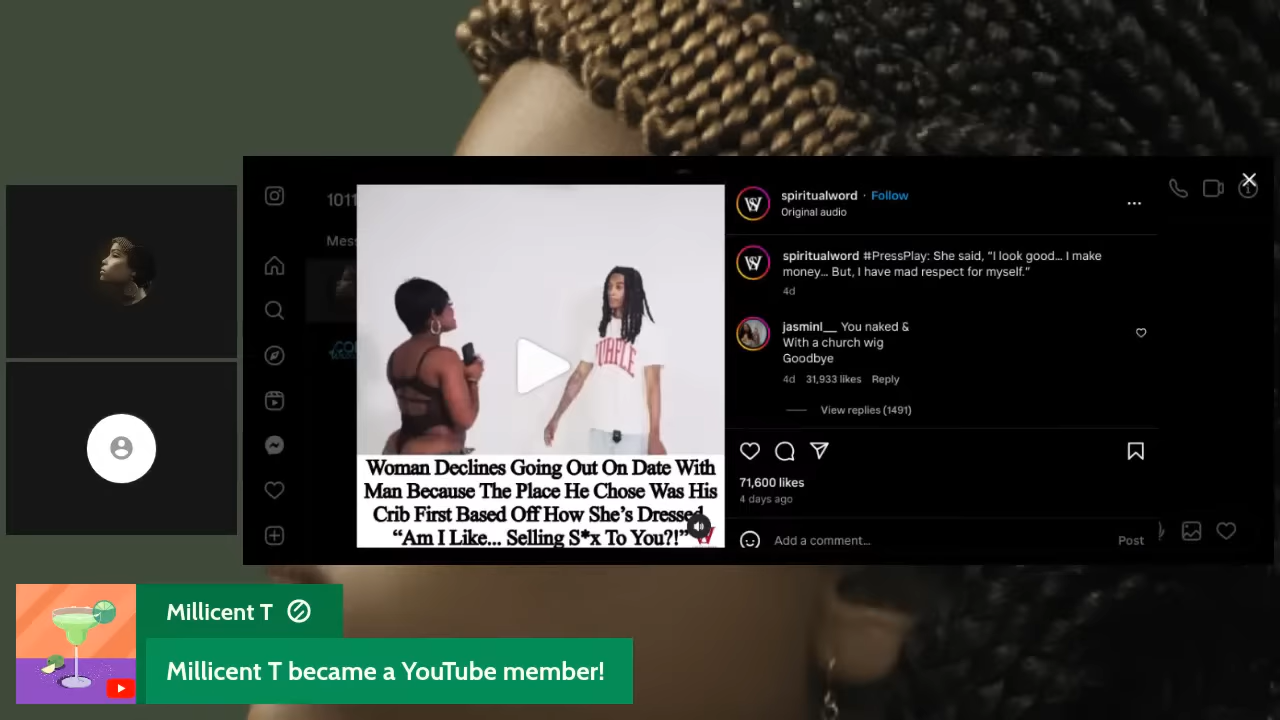 1011
Mess
PURPLE
Woman Declines Going Out On Date With
Man Because The Place He Chose Was His
Crib First Based Off How She's Dressed
“Am I Like... Selling S*x To You?!”
W
spiritualword · Follow
Original audio
spiritualword #PressPlay: She said, “I look good… I make
money… But, I have mad respect for myself.”
4d
jasminl__ You naked &
With a church wig
Goodbye
4d 31,933 likes Reply
View replies (1491)
71,600 likes
4 days ago
Add a comment…
Post
Millicent T
Millicent T became a YouTube member!